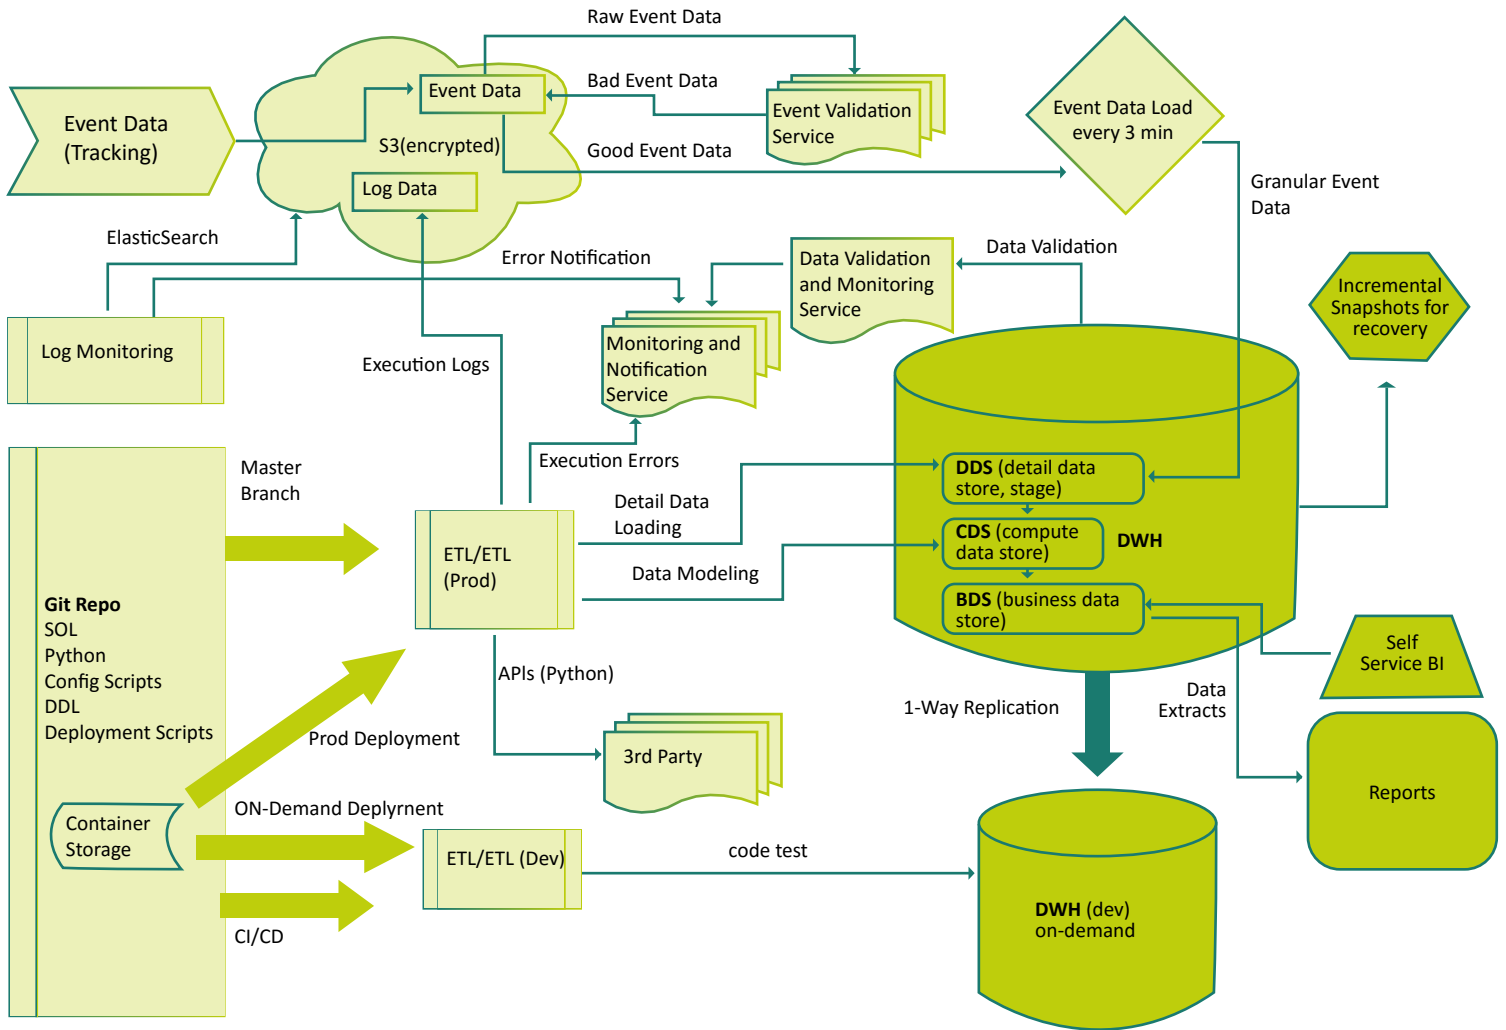 Raw Event Data
Event Data
Bad Event Data
Event Data
(Tracking)
S3(encrypted)
Event Validation
Service
Event Data Load
every 3 min
Good Event Data
Log Data
Granular Event
Data
ElasticSearch
Error Notification
Data Validation
and Monitoring
Service
Data Validation
Incremental
Snapshots for
recovery
Log Monitoring
Execution Logs
Monitoring and
Notification
Service
Master
Branch
Execution Errors
Detail Data
Loading
DDS (detail data
store, stage)
ETL/ETL
(Prod)
CDS (compute
data store)
DWH
Data Modeling
BDS (business data
store)
Git Repo
SOL
Python
Config Scripts
DDL
Deployment Scripts
Self
Service BI
APls (Python)
1-Way Replication
Data
Extracts
Prod Deployment
3rd Party
Reports
ON-Demand Deplyrnent
Container
Storage
ETL/ETL (Dev)
code test
CI/CD
DWH (dev)
on-demand